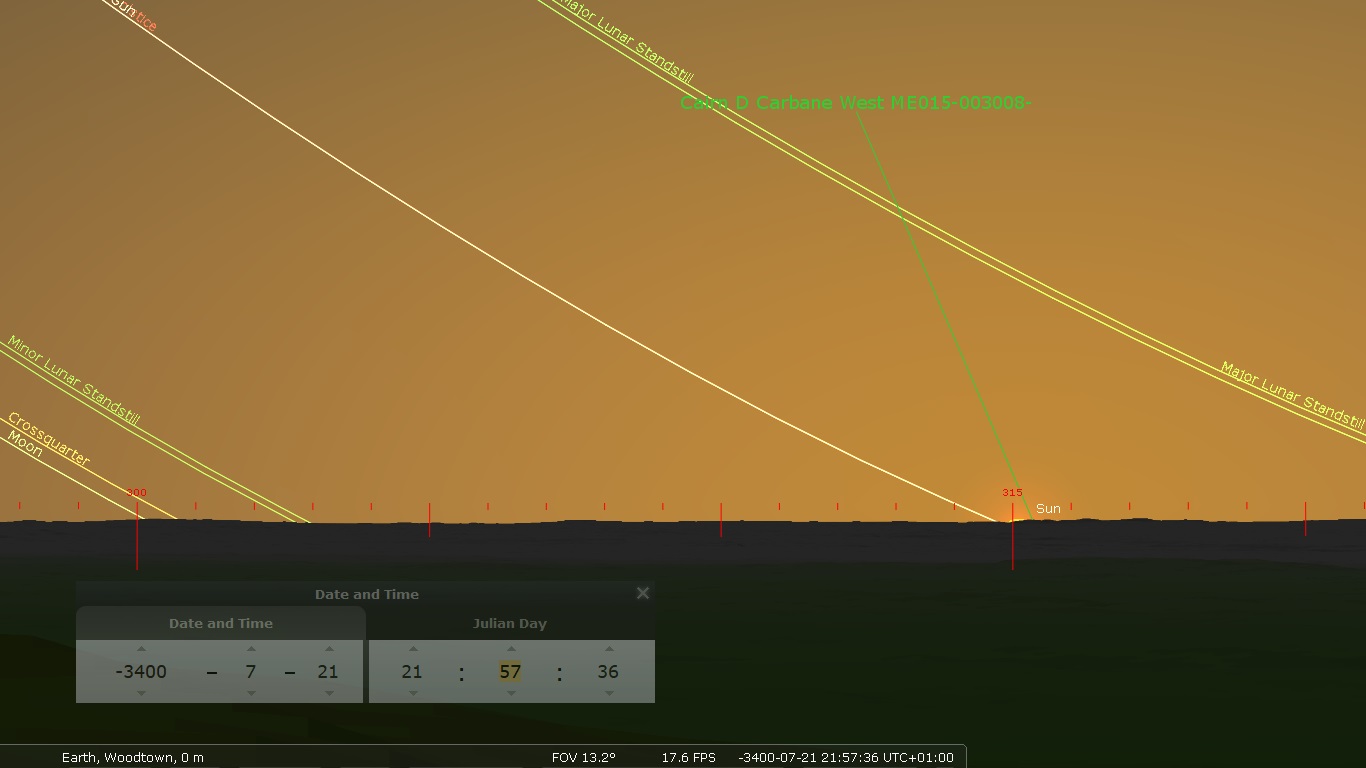 Sun
tice
Major Lunar Standstill
Cairn D Carbane West ME015-003008-
Minor Lunar Standstill
Major Lunar Standstill
Crossquarter
Moon
300
315
Sun
Date and Time
Date and Time Julian Day
-3400 – 7 – 21 21 : 57 : 36
Earth, Woodtown, 0 m FOV 13.2° 17.6 FPS -3400-07-21 21:57:36 UTC+01:00